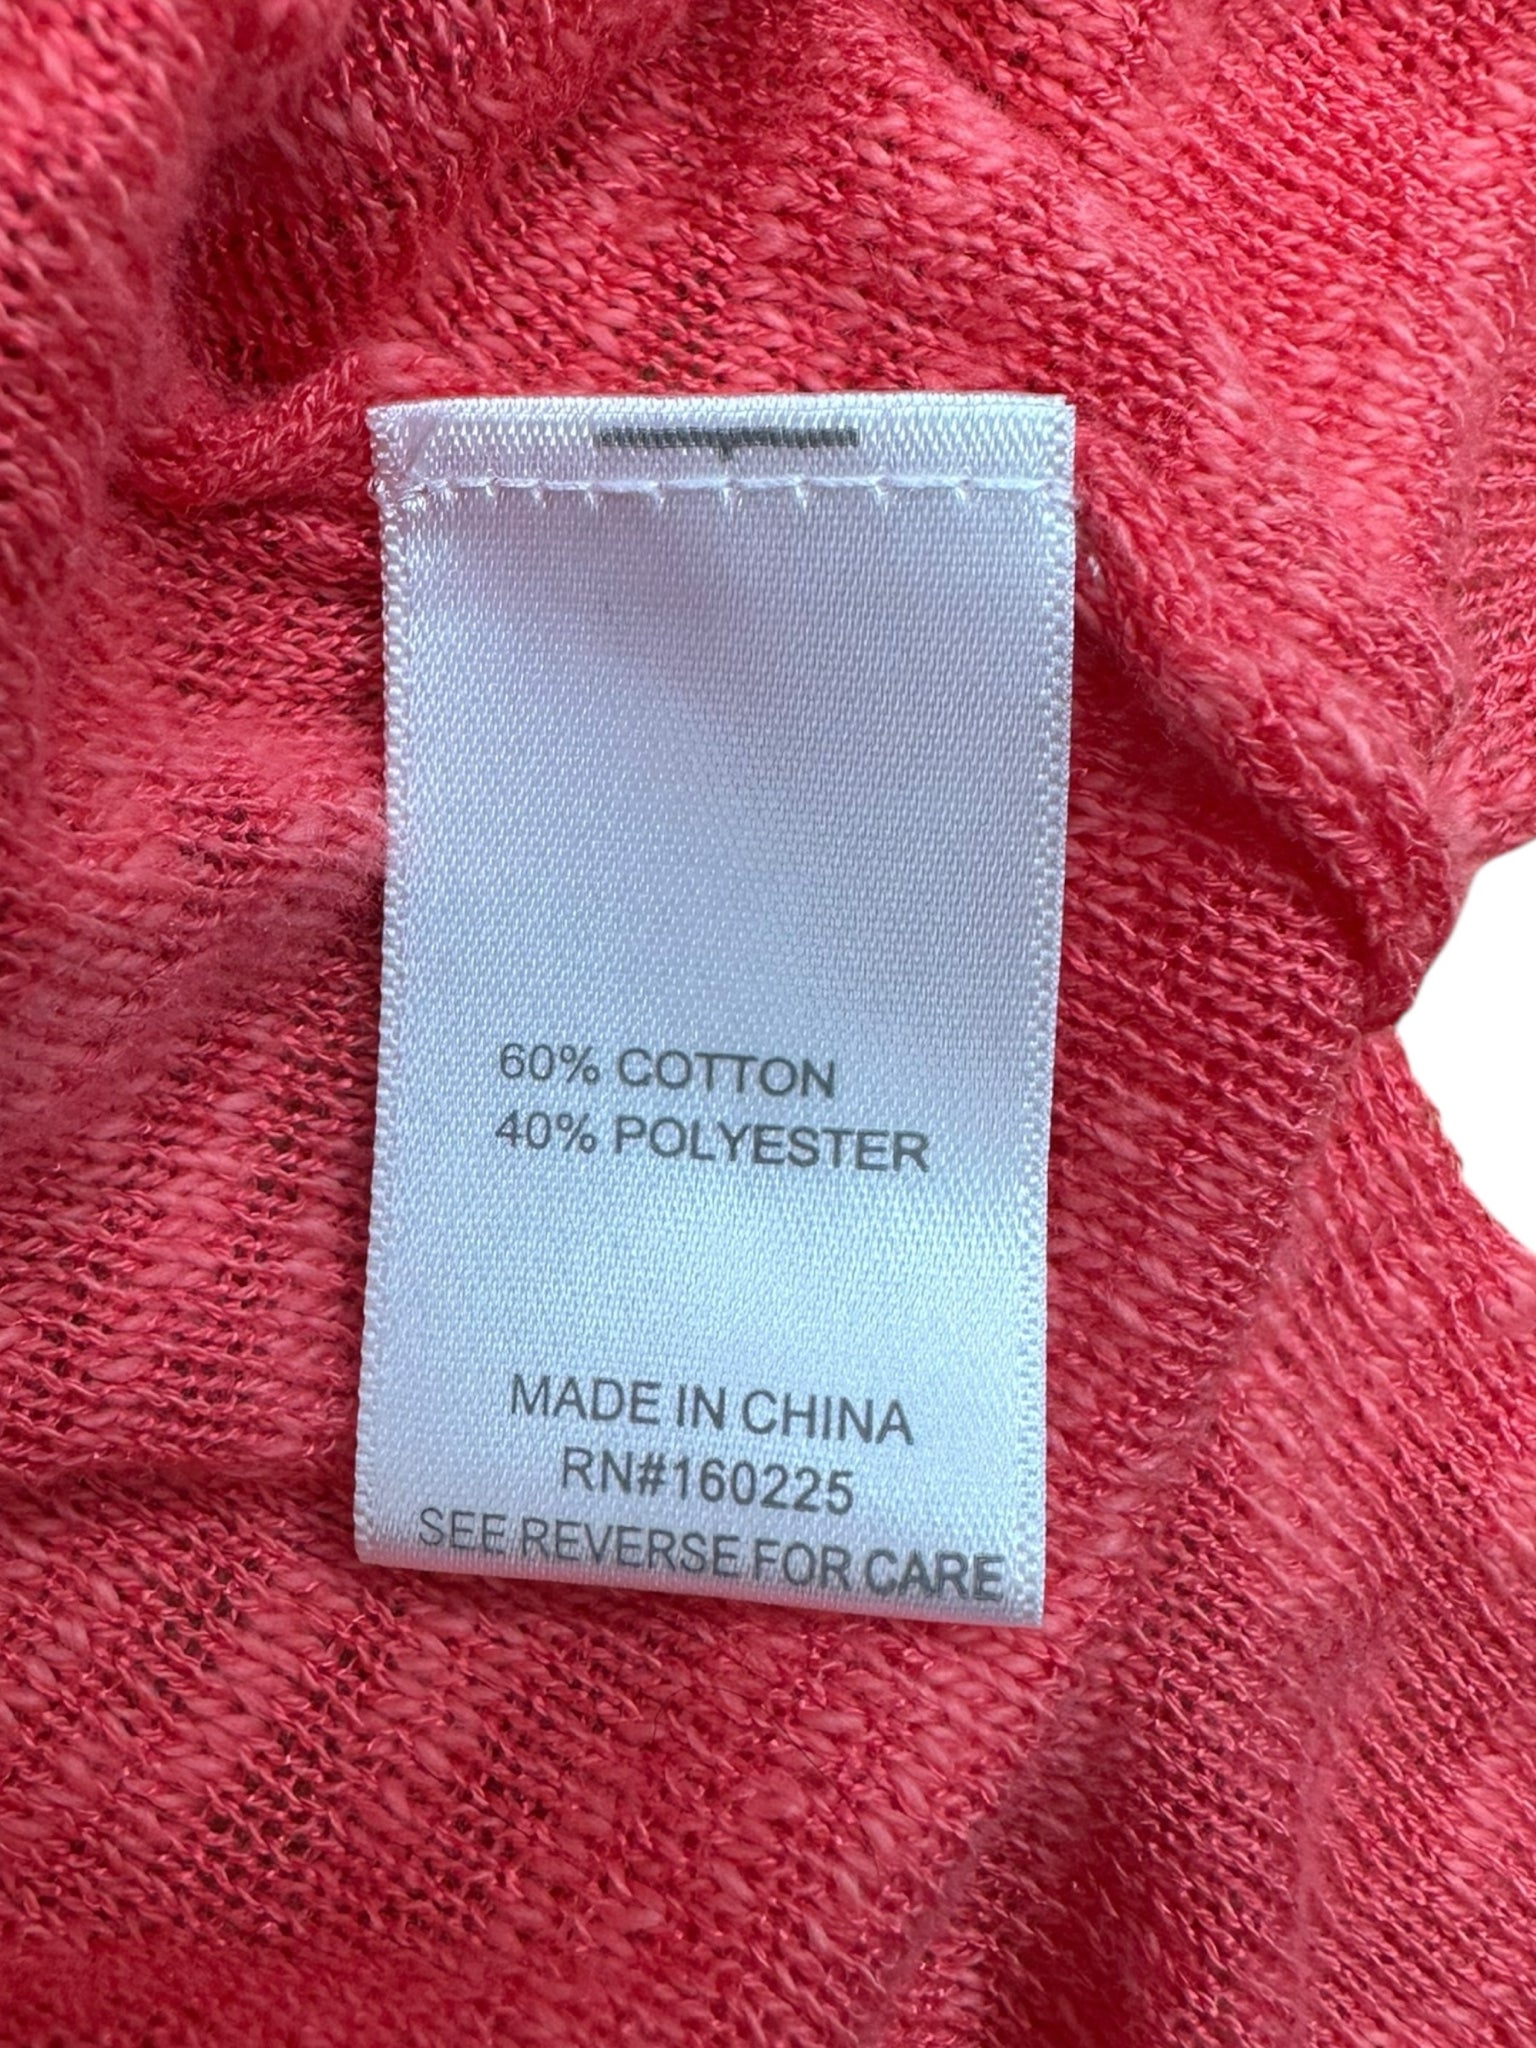 60% COTTON
40% POLYESTER
MADE IN CHINA
RN#160225
SEE REVERSE FOR CARE